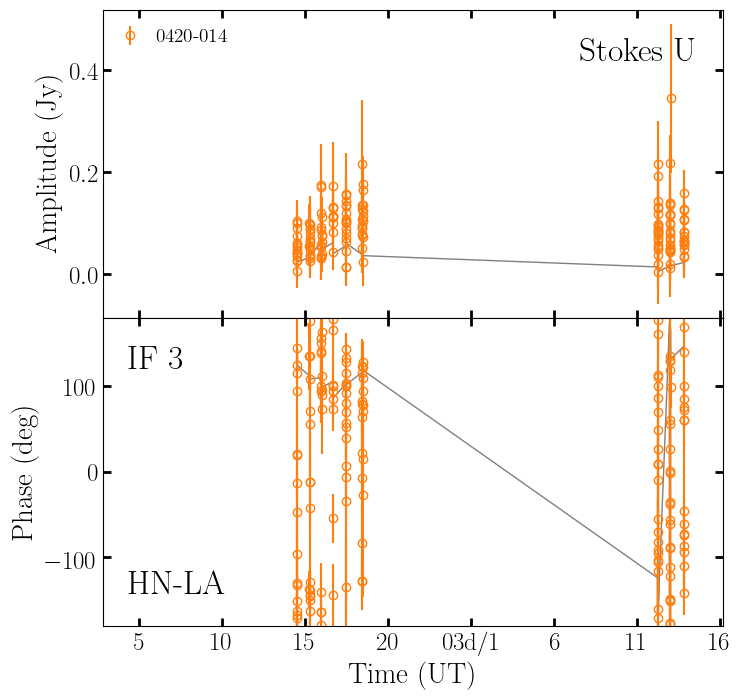 0420-014
Stokes U
Amplitude (Jy)
0.4
0.2
0.0
IF 3
HN-LA
Phase (deg)
100
0
−100
5 10 15 20 03d/1 6 11 16
Time (UT)